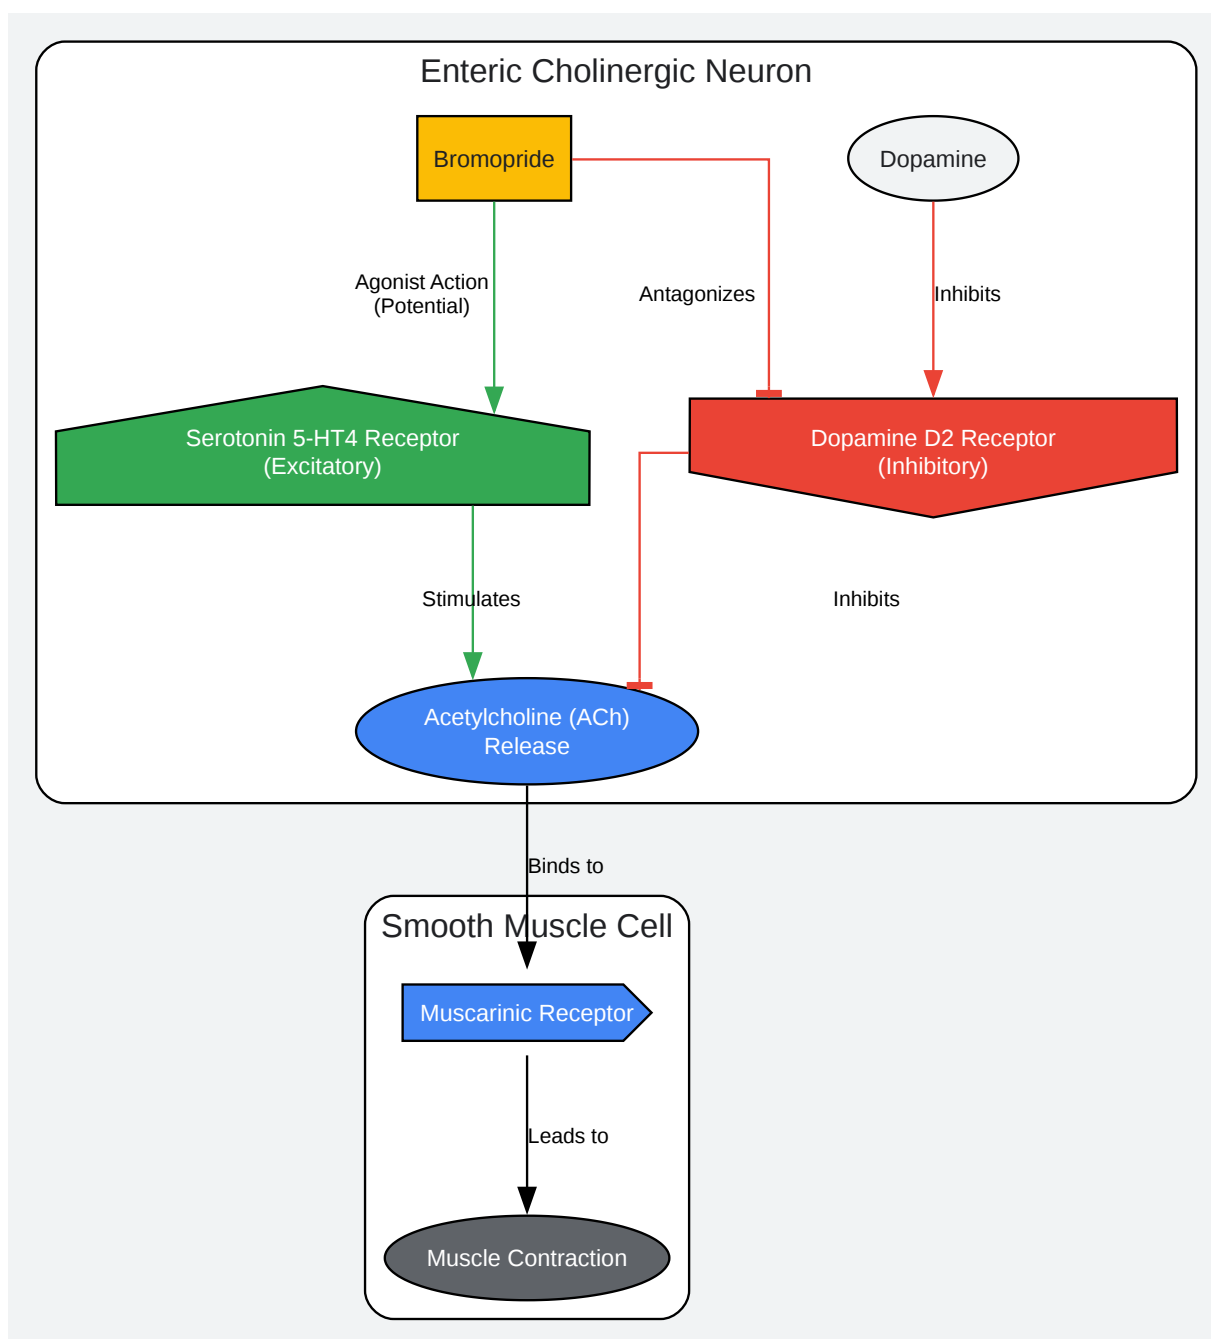 Enteric Cholinergic Neuron
Bromopride
Dopamine
Agonist Action
(Potential)
Antagonizes
Inhibits
Serotonin 5-HT4 Receptor
(Excitatory)
Dopamine D2 Receptor
(Inhibitory)
Stimulates
Inhibits
Acetylcholine (ACh)
Release
Binds to
Smooth Muscle Cell
Muscarinic Receptor
Leads to
Muscle Contraction